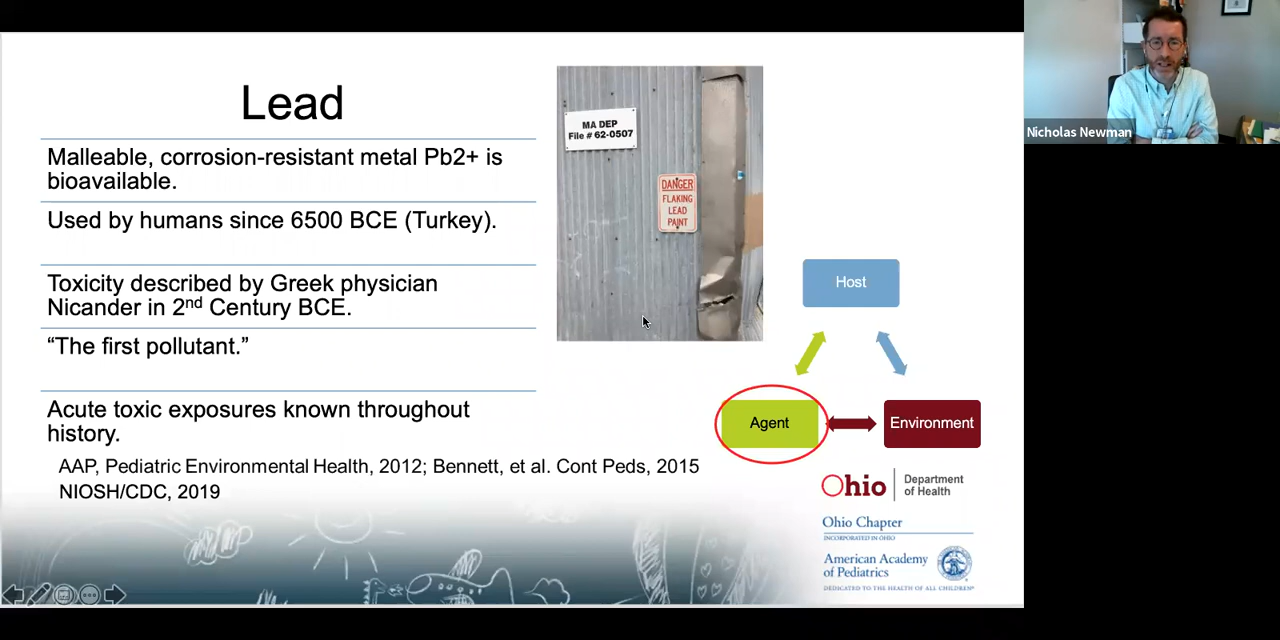 Lead
Malleable, corrosion-resistant metal Pb2+ is
bioavailable.
Used by humans since 6500 BCE (Turkey).
Toxicity described by Greek physician
Nicander in 2nd Century BCE.
“The first pollutant.”
Acute toxic exposures known throughout
history.
AAP, Pediatric Environmental Health, 2012; Bennett, et al. Cont Peds, 2015
NIOSH/CDC, 2019
MA DEP
File # 62-0507
DANGER
FLAKING
LEAD
PAINT
Host
Agent
Environment
Ohio
Department
of Health
Ohio Chapter
INCORPORATED IN OHIO
American Academy
of Pediatrics
DEDICATED TO THE HEALTH OF ALL CHILDREN®
Nicholas Newman